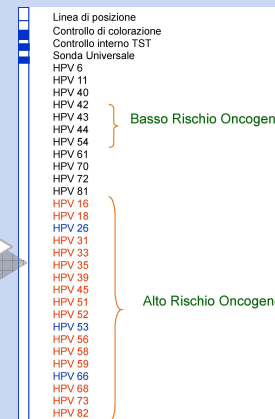 Linea di posizione
Controllo di colorazione
Controllo interno TST
Sonda Universale
HPV 6
HPV 11
HPV 40
HPV 42
HPV 43
HPV 44
HPV 54
HPV 61
HPV 70
HPV 72
HPV 81
Basso Rischio Oncogen
HPV 16
HPV 18
HPV 26
HPV 31
HPV 33
HPV 35
HPV 39
HPV 45
HPV 51
HPV 52
HPV 53
HPV 56
HPV 58
HPV 59
HPV 66
HPV 68
HPV 73
HPV 82
Alto Rischio Oncogen